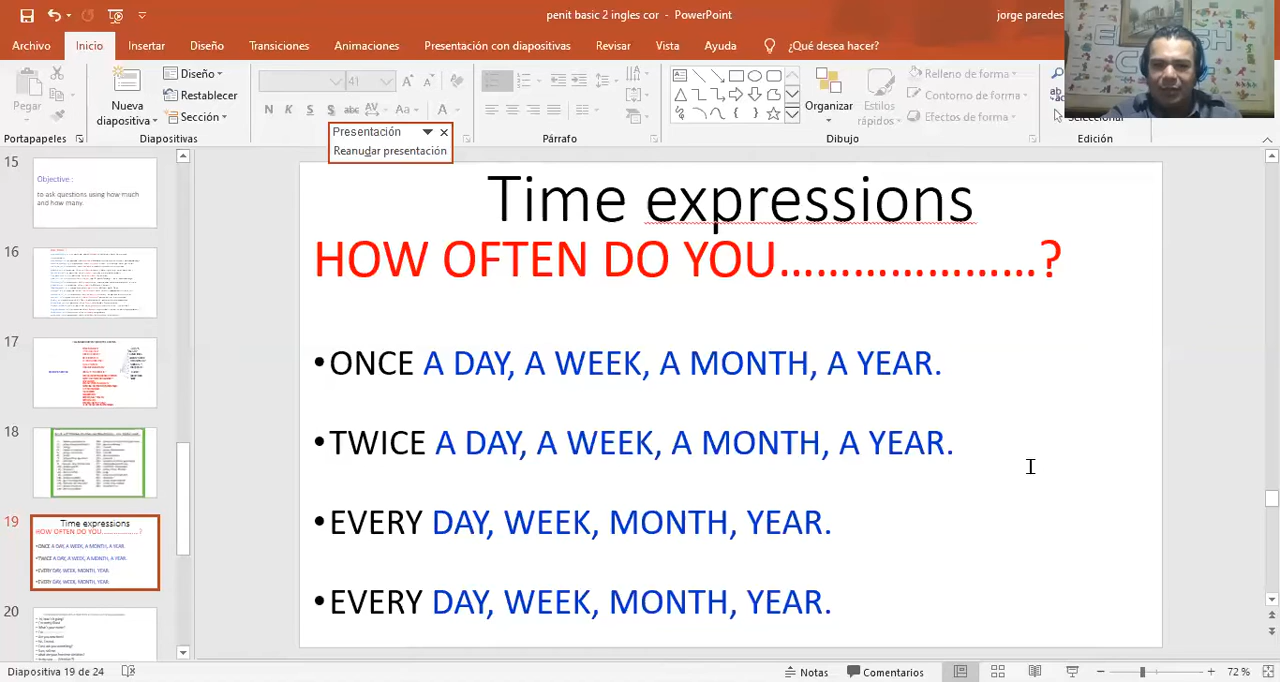 penit basic 2 ingles cor - PowerPoint
jorge paredes
Archivo Inicio Insertar Diseño Transiciones Animaciones Presentación con diapositivas Revisar Vista Ayuda ¿Qué desea hacer?
Pegar
Nueva diapositiva
Diseño
Restablecer
Sección
41
N K S S abc AV Aa A
Organizar
Estilos rápidos
Relleno de forma
Contorno de forma
Efectos de forma
Seleccionar
Portapapeles Diapositivas Párrafo Dibujo Edición
Presentación
Reanudar presentación
15
Objective :
to ask questions using how much
and how many
16
17
18
19
Time expressions
HOW OFTEN DO YOU......................?
•ONCE A DAY, A WEEK, A MONTH, A YEAR.
•TWICE A DAY, A WEEK, A MONTH, A YEAR.
•EVERY DAY, WEEK, MONTH, YEAR.
•EVERY DAY, WEEK, MONTH, YEAR.
20
Time expressions
HOW OFTEN DO YOU…………………?
•ONCE A DAY, A WEEK, A MONTH, A YEAR.
•TWICE A DAY, A WEEK, A MONTH, A YEAR.
•EVERY DAY, WEEK, MONTH, YEAR.
•EVERY DAY, WEEK, MONTH, YEAR.
Diapositiva 19 de 24
Notas Comentarios 72 %